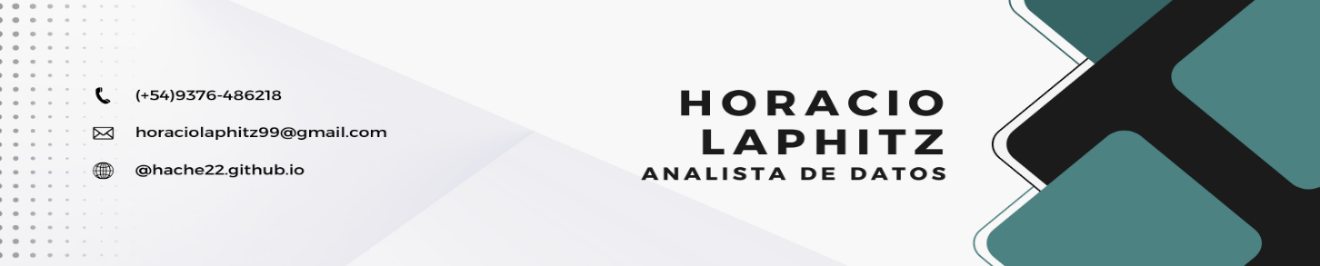 (+54)9376-486218
horaciolaphitz99@gmail.com
@hache22.github.io
HORACIO
LAPHITZ
ANALISTA DE DATOS